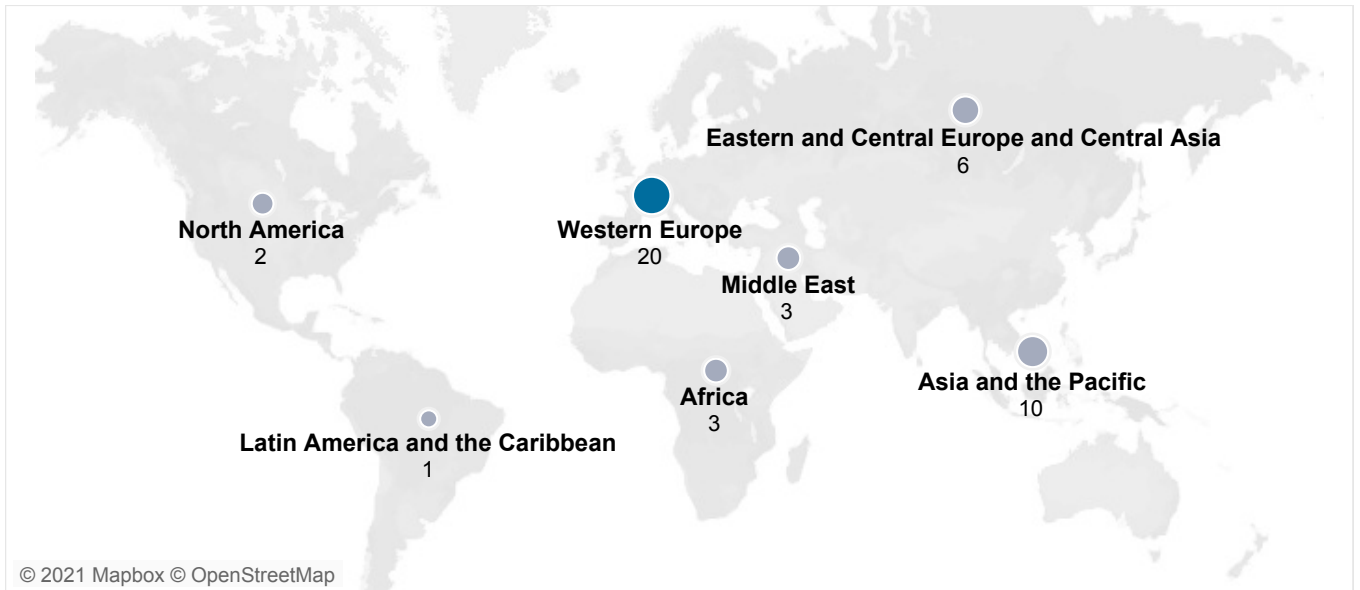 Eastern and Central Europe and Central Asia
6
North America
2
Western Europe
20
Middle East
3
Asia and the Pacific
10
Africa
3
Latin America and the Caribbean
1
© 2021 Mapbox © OpenStreetMap